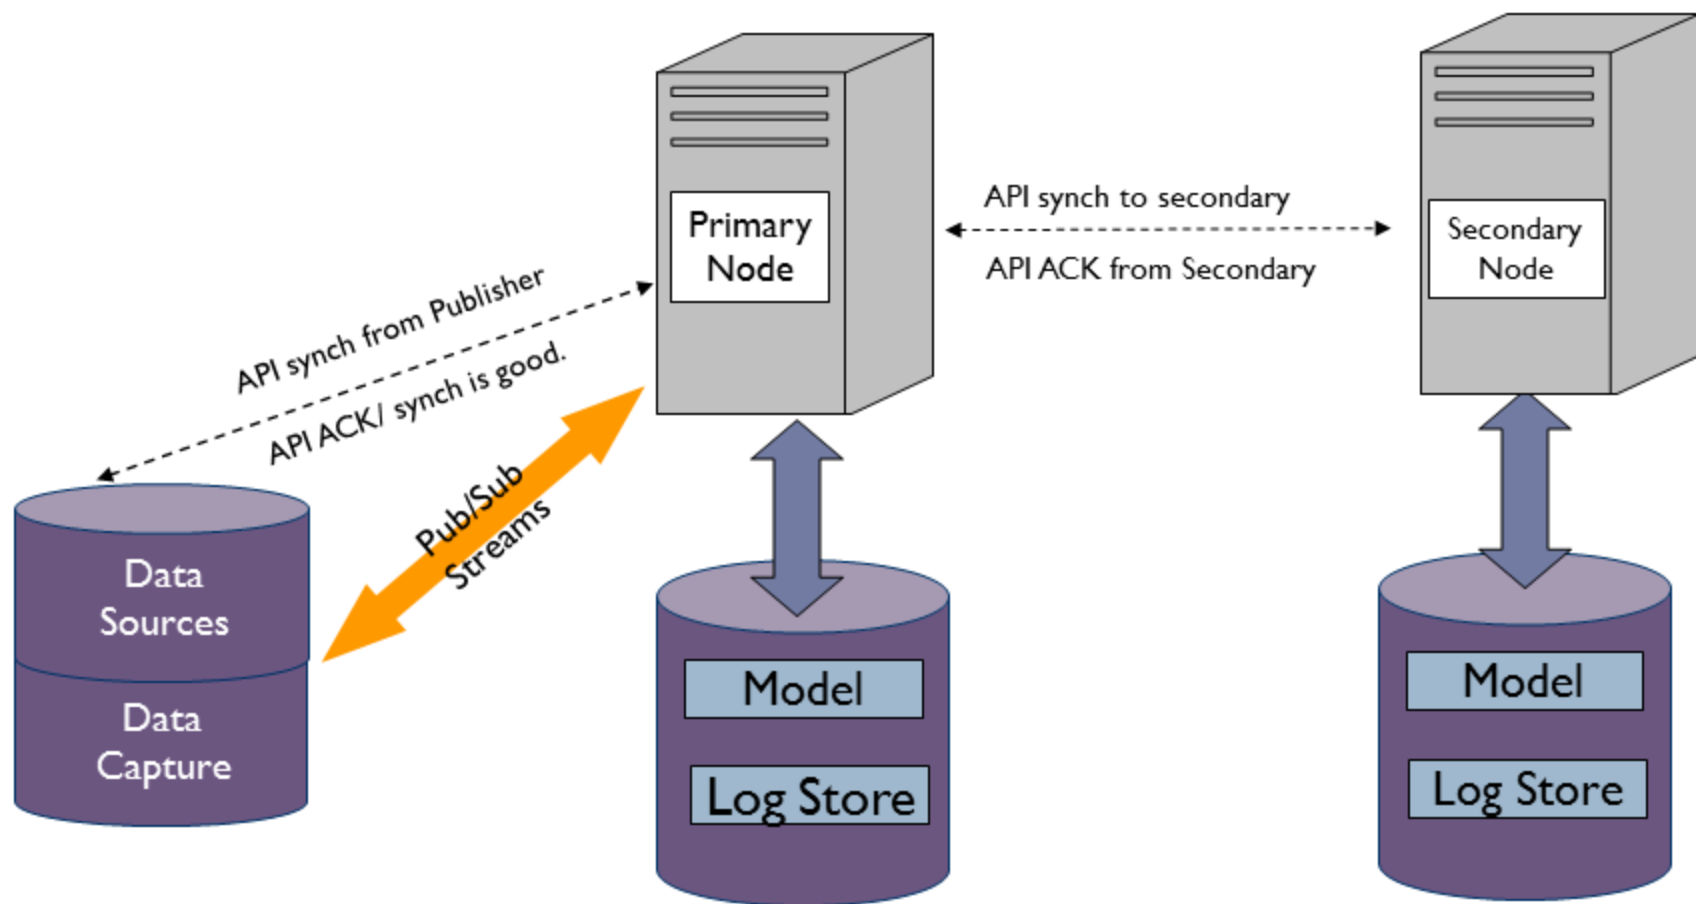 API synch from Publisher
API ACK/ synch is good.
Pub/Sub
Streams
Data
Sources
Data
Capture
Primary
Node
Model
Log Store
API synch to secondary
API ACK from Secondary
Secondary
Node
Model
Log Store